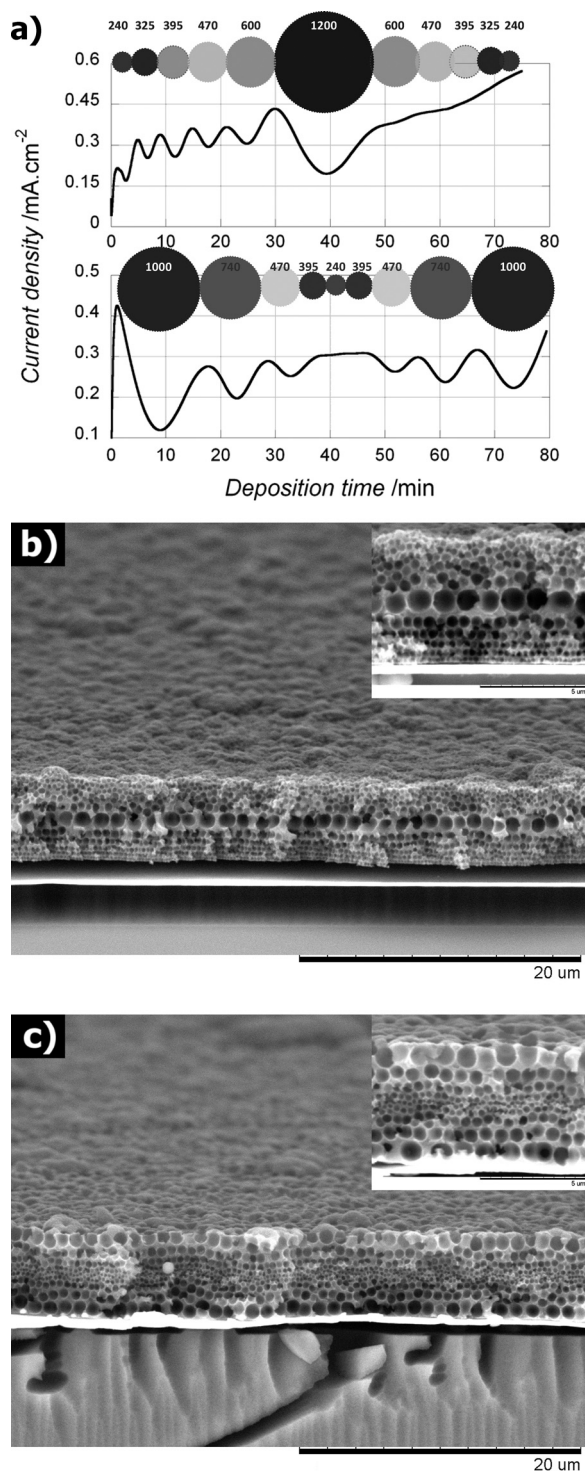 a)
240 325 395 470 600 1200 600 470 395 325 240
0.6
0.45
0.3
0.15
0
0 10 20 30 40 50 60 70 80
1000 740 470 395 240 395 470 740 1000
0.5
0.4
0.3
0.2
0.1
0 10 20 30 40 50 60 70 80
Current density /mA.cm-2
Deposition time /min
b)
5 um
20 um
c)
5 um
20 um